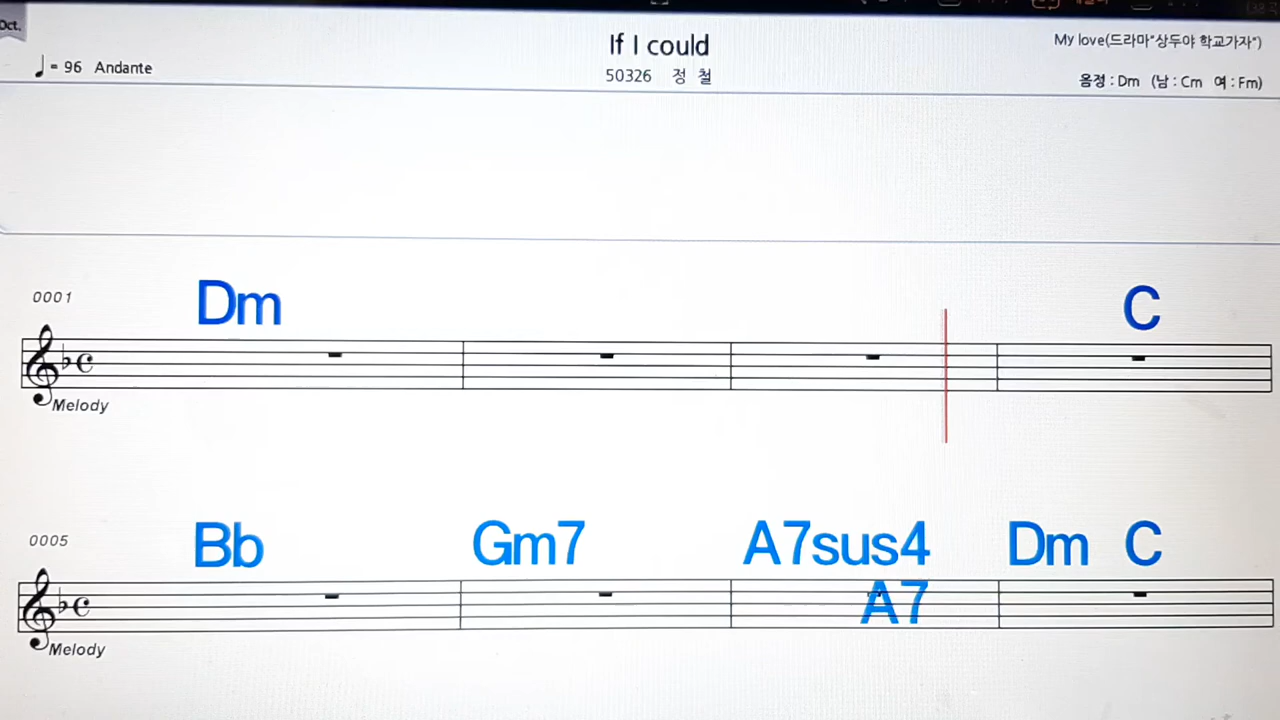 Oct.
If I could
My love(드라마"상두야 학교가자")
♩ = 96 Andante
50326 정 철
음정 : Dm (남 : Cm 여 : Fm)
0001
Dm
C
Melody
0005
Bb
Gm7
A7sus4
Dm C
A7
Melody